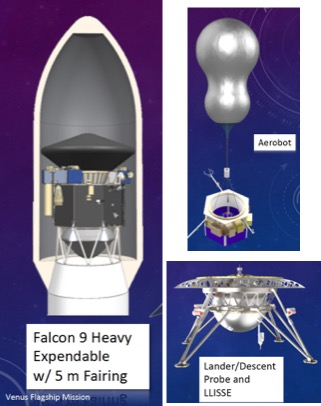 Aerobot
Falcon 9 Heavy
Expendable
w/ 5 m Fairing
Lander/Descent
Probe and
LLISSE
Venus Flagship Mission